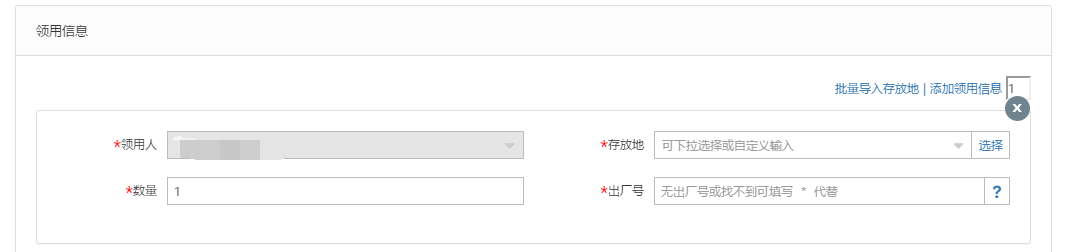 领用信息
批量导入存放地 | 添加领用信息 1
x
*领用人
*存放地 可下拉选择或自定义输入 选择
*数量 1
*出厂号 无出厂号或找不到可填写 * 代替 ?